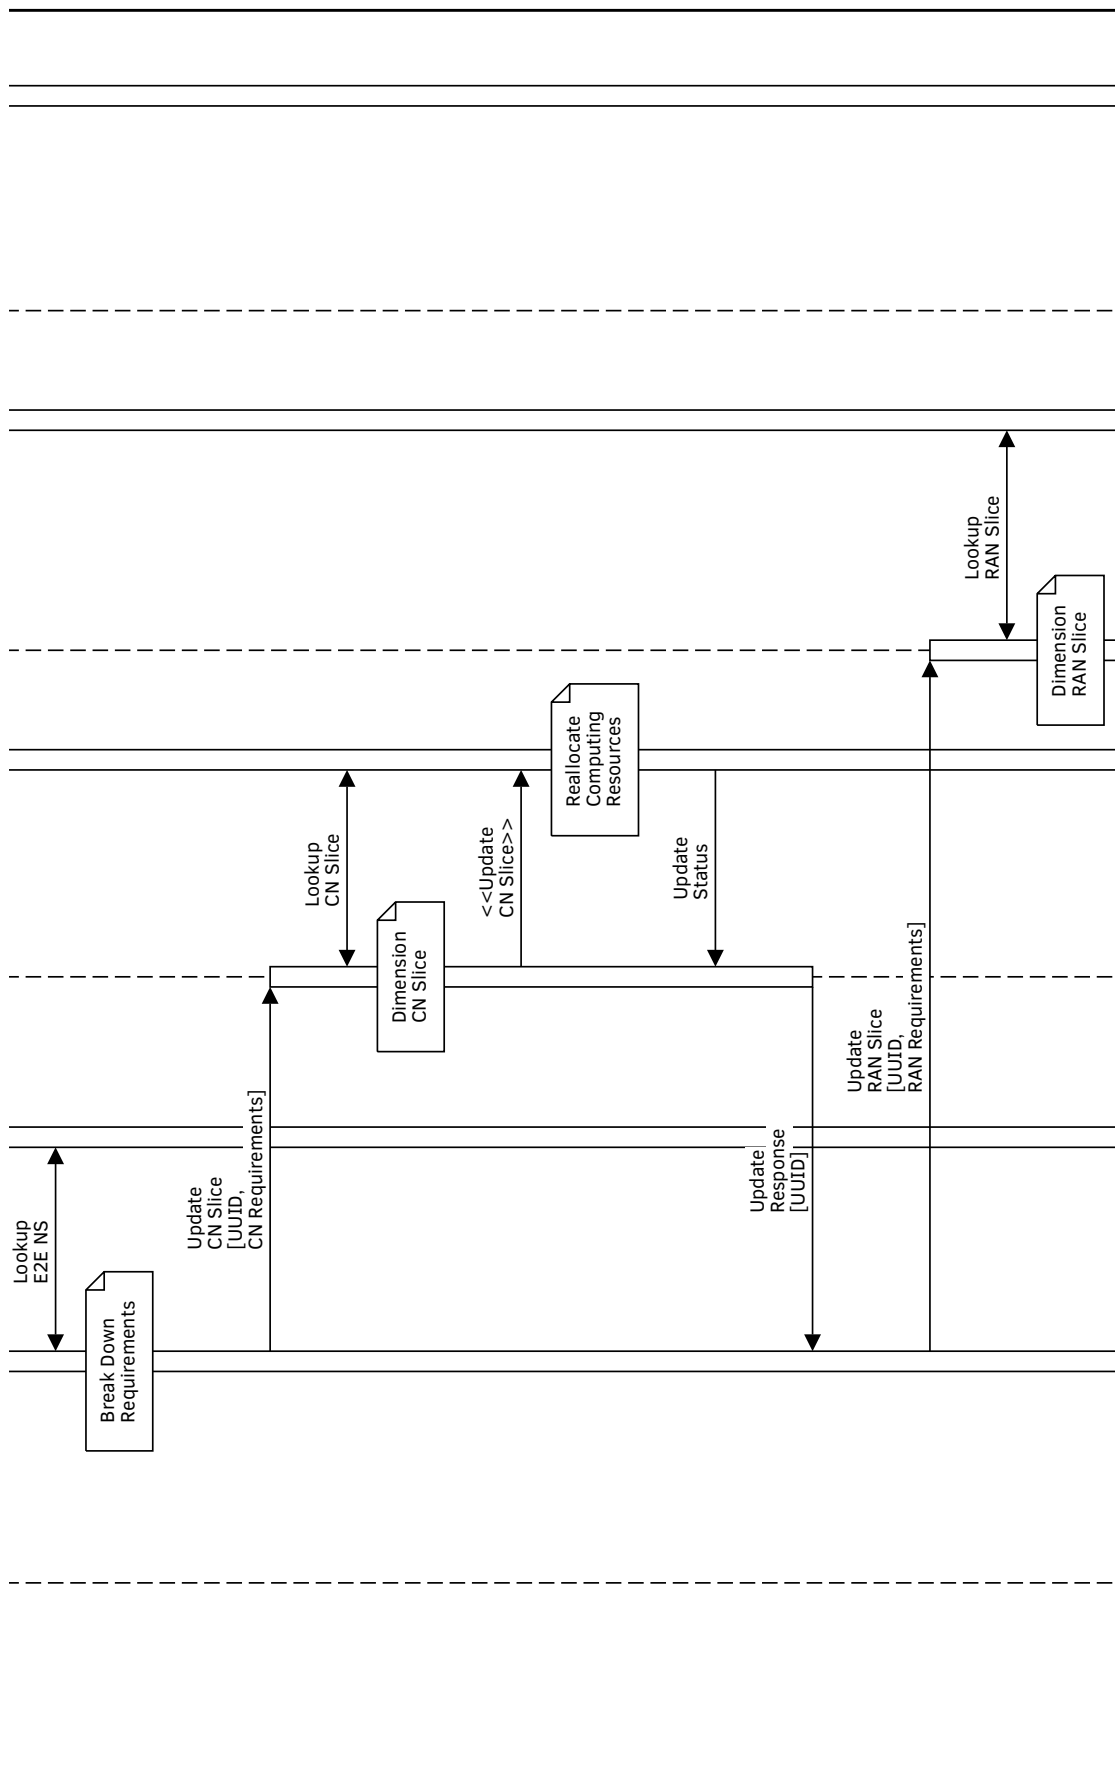 Lookup
E2E NS
Break Down
Requirements
Update
CN Slice
[UUID,
CN Requirements]
Lookup
CN Slice
Dimension
CN Slice
<<Update
CN Slice>>
Reallocate
Computing
Resources
Update
Status
Update
Response
[UUID]
Update
RAN Slice
[UUID,
RAN Requirements]
Lookup
RAN Slice
Dimension
RAN Slice